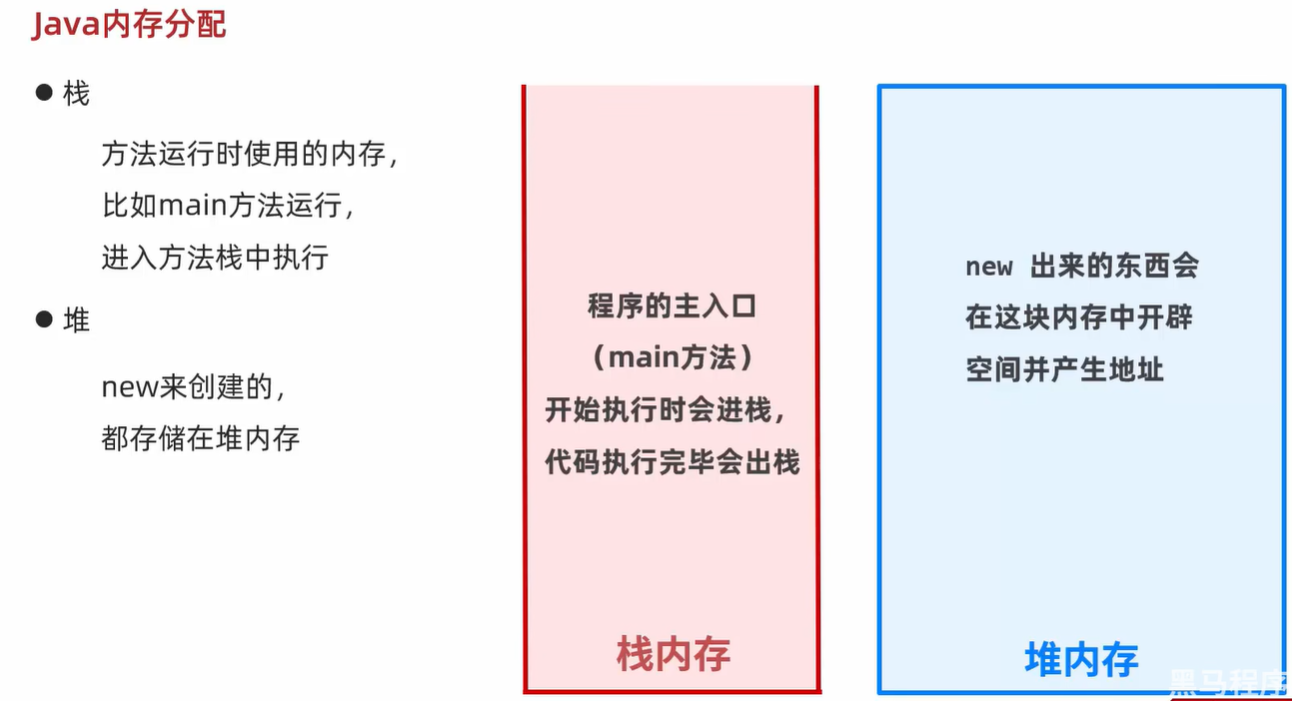 Java内存分配
● 栈
方法运行时使用的内存，
比如main方法运行，
进入方法栈中执行
● 堆
new来创建的，
都存储在堆内存
程序的主入口
（main方法）
开始执行时会进栈，
代码执行完毕会出栈
栈内存
new 出来的东西会
在这块内存中开辟
空间并产生地址
堆内存
黑马程序